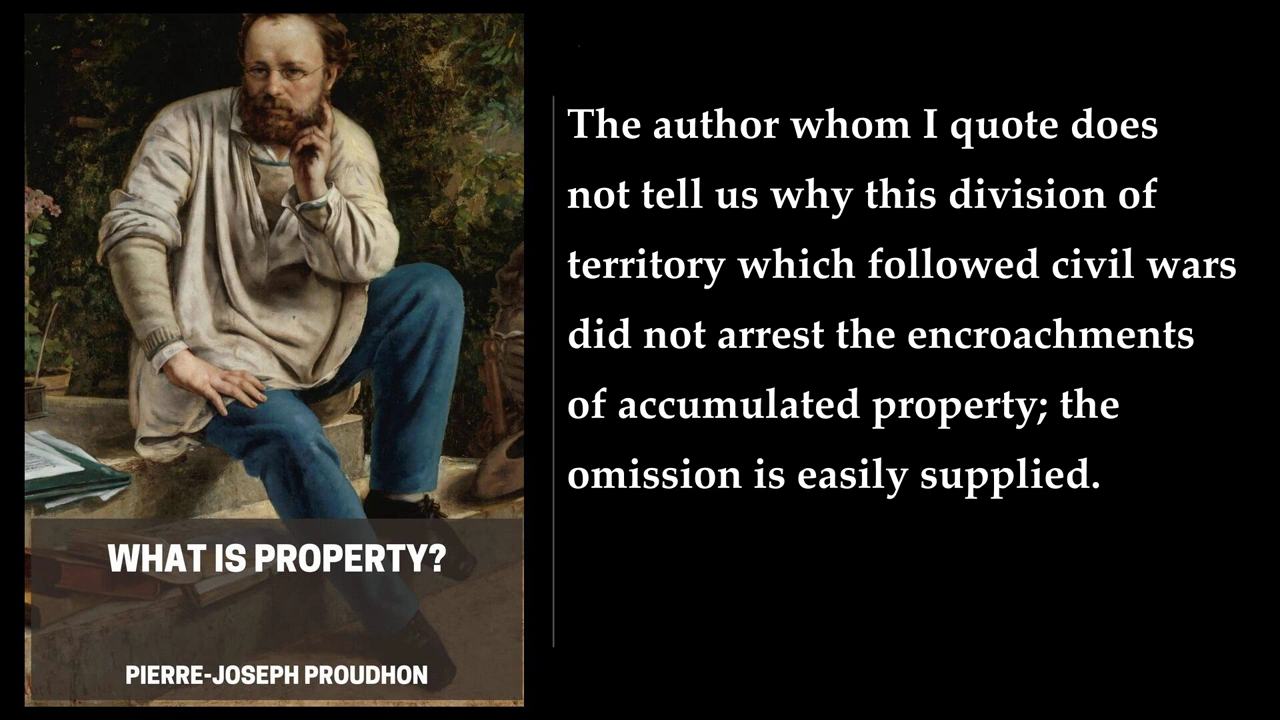 The author whom I quote does
not tell us why this division of
territory which followed civil wars
did not arrest the encroachments
of accumulated property; the
omission is easily supplied.
WHAT IS PROPERTY?
PIERRE-JOSEPH PROUDHON